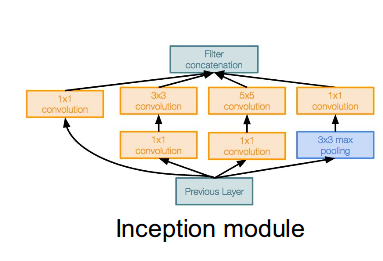 Filter
concatenation
1x1
convolution
3x3
convolution
5x5
convolution
1x1
convolution
1x1
convolution
1x1
convolution
3x3 max
pooling
Previous Layer
Inception module